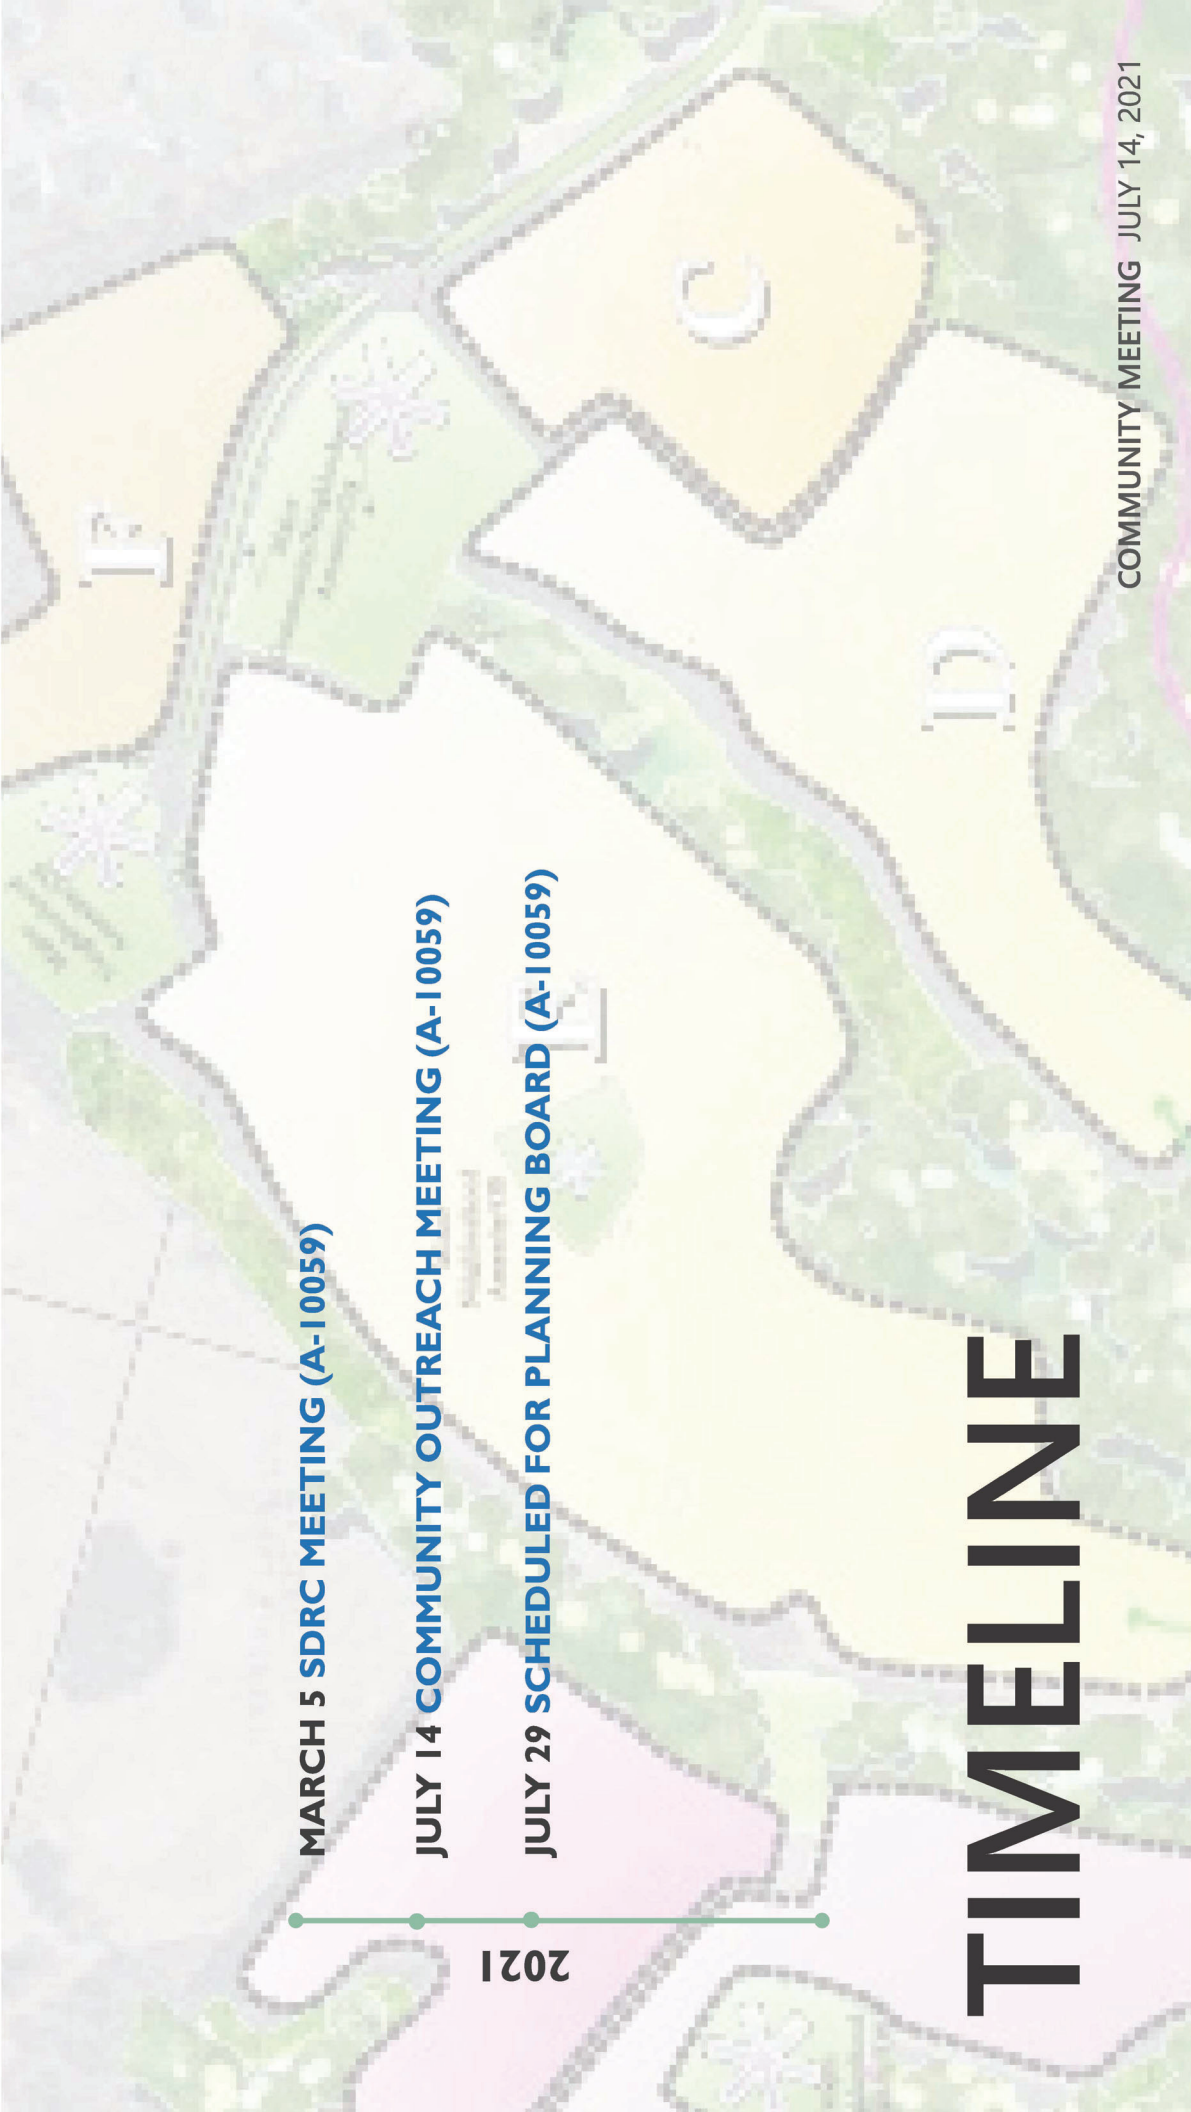 MARCH 5 SDRC MEETING (A-10059)
JULY 14 COMMUNITY OUTREACH MEETING (A-10059)
JULY 29 SCHEDULED FOR PLANNING BOARD (A-10059)
2021
TIMELINE
COMMUNITY MEETING JULY 14, 2021
F
C
D
E